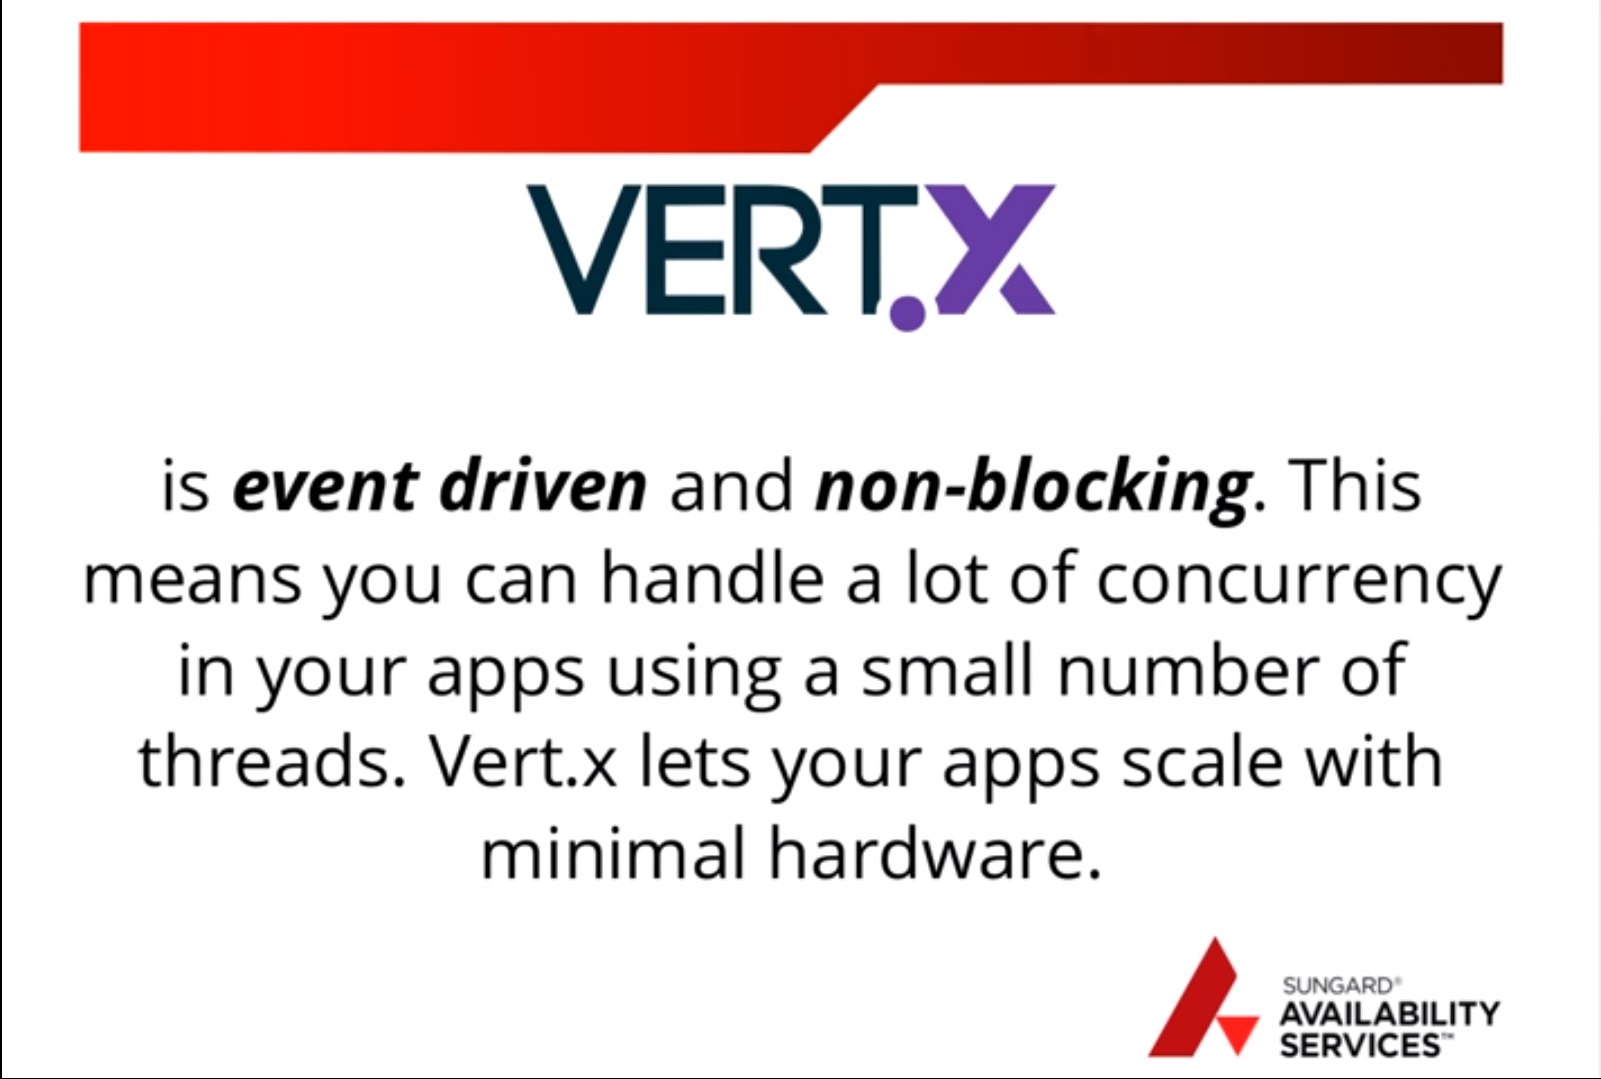 VERT.X
is event driven and non-blocking. This
means you can handle a lot of concurrency
in your apps using a small number of
threads. Vert.x lets your apps scale with
minimal hardware.
SUNGARD®
AVAILABILITY
SERVICES™